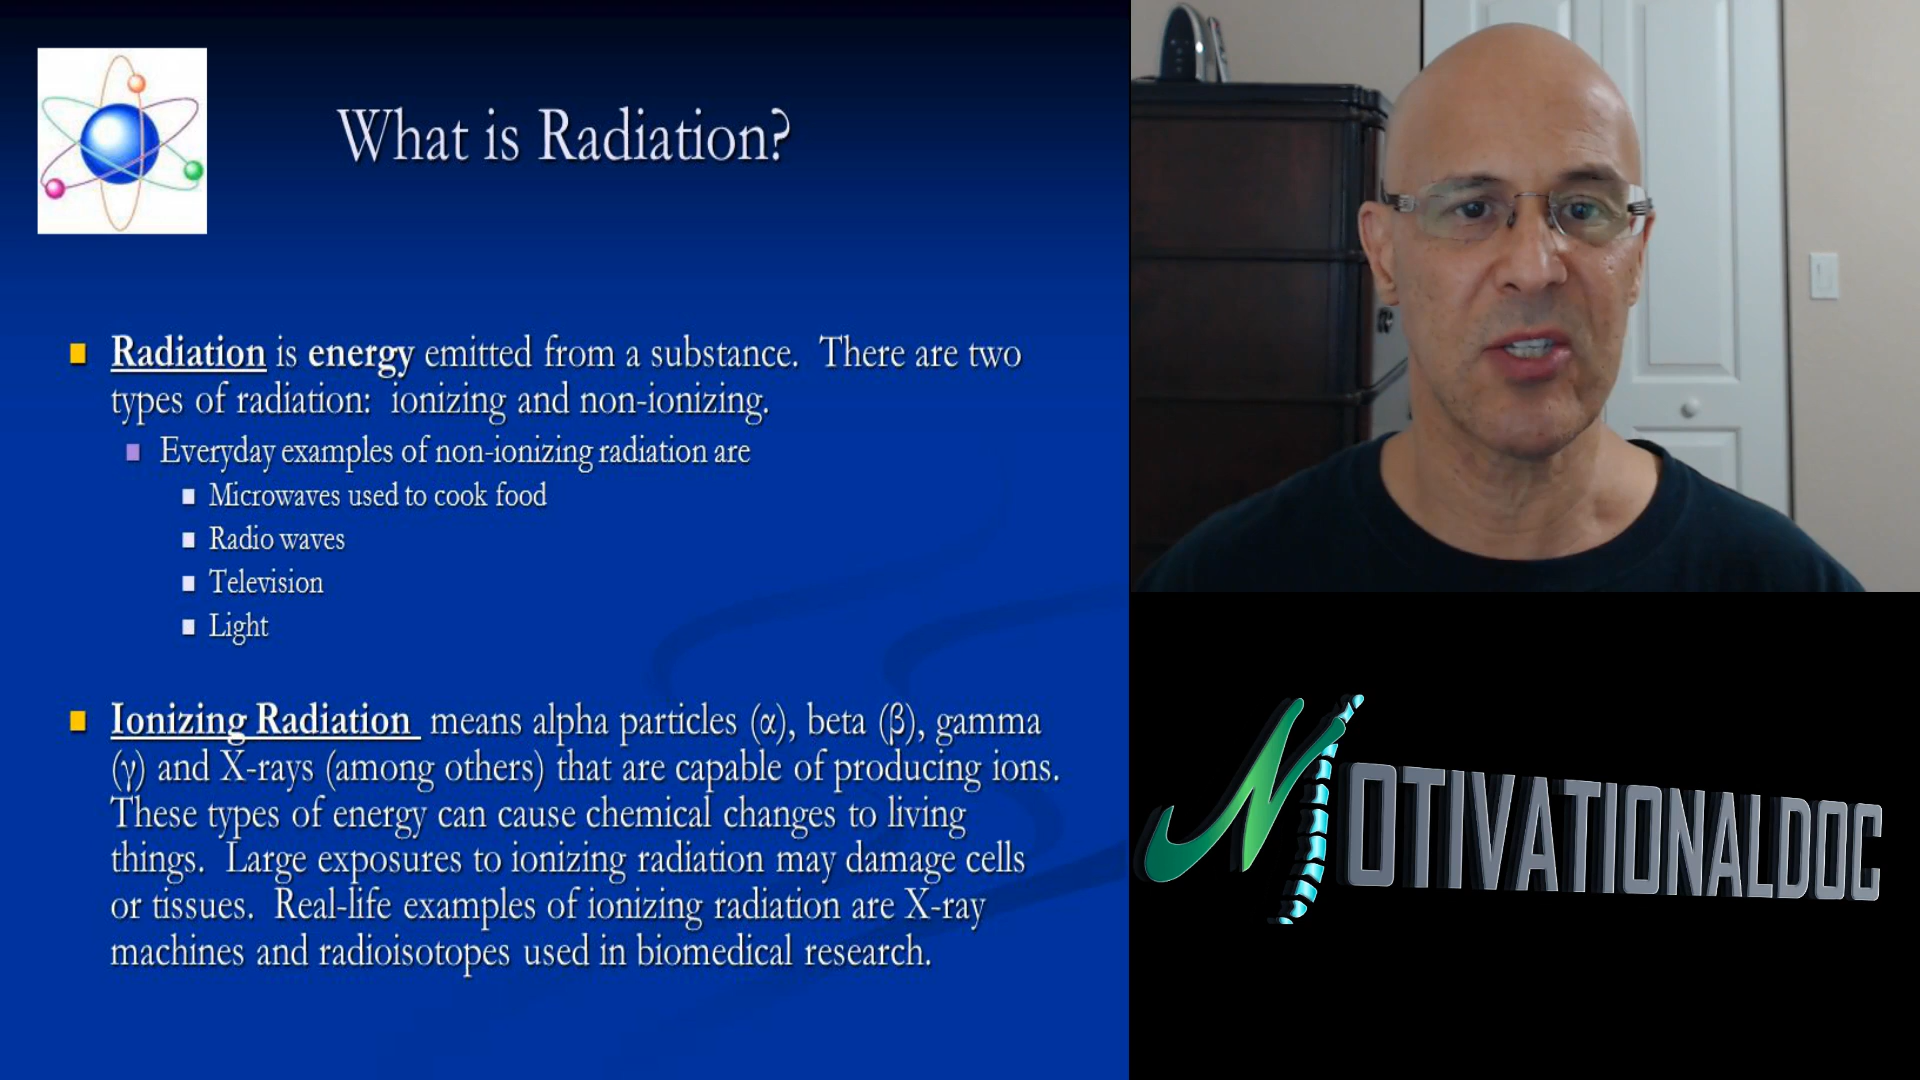 What is Radiation?
Radiation is energy emitted from a substance.  There are two
types of radiation:  ionizing and non-ionizing.
Everyday examples of non-ionizing radiation are
Microwaves used to cook food
Radio waves
Television
Light
Ionizing Radiation  means alpha particles (α), beta (β), gamma
(γ) and X-rays (among others) that are capable of producing ions.
These types of energy can cause chemical changes to living
things.  Large exposures to ionizing radiation may damage cells
or tissues.  Real-life examples of ionizing radiation are X-ray
machines and radioisotopes used in biomedical research.
MOTIVATIONALDOC